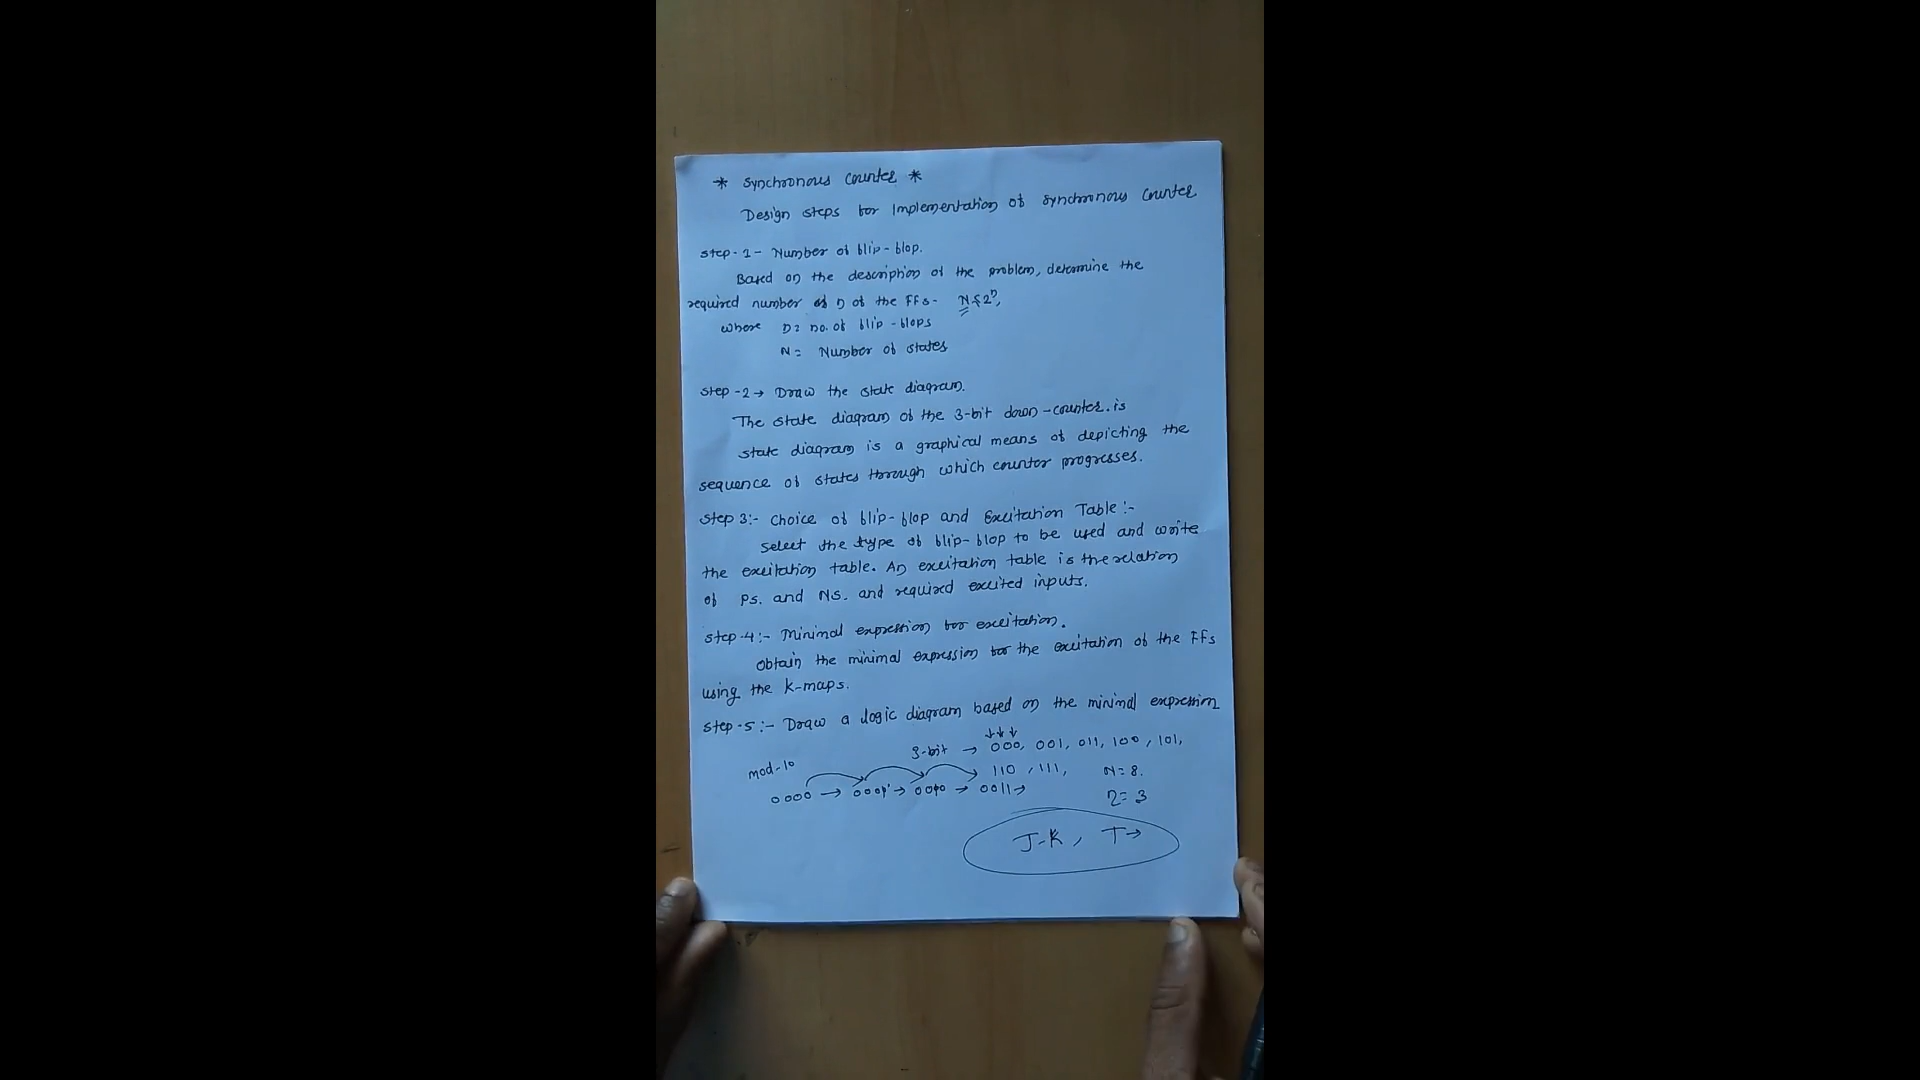 * Synchronous Counter *
Design steps for Implementation of synchronous Counter
step-1- Number of flip-flop.
Based on the description of the problem, determine the
required number of n of the FFs- N≤2ⁿ,
where n= no. of flip-flops
N= Number of states
step-2→ Draw the state diagram.
The state diagram of the 3-bit down-counter. is
state diagram is a graphical means of depicting the
sequence of states through which counter progresses.
step 3:- Choice of flip-flop and Excitation Table:-
select the type of flip-flop to be used and write
the excitation table. An excitation table is the relation
of PS. and NS. and required excited inputs.
step-4:- Minimal expression for excitation.
obtain the minimal expression for the excitation of the FFs
using the k-maps.
step-5:- Draw a logic diagram based on the minimal expression
3-bit → 000, 001, 011, 100, 101,
mod-10
110, 111, N=8.
0000 → 0001 → 0010 → 0011→
n=3
J-K, T→